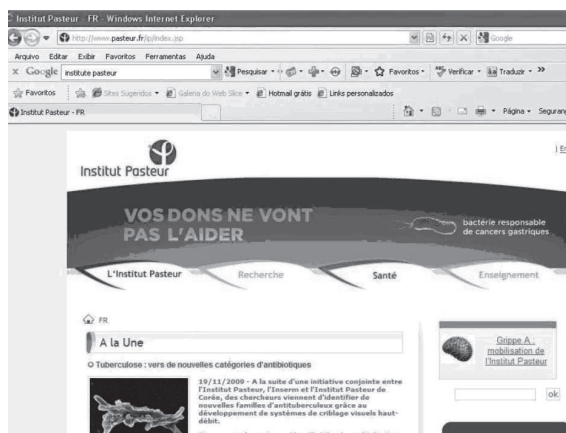 Institut Pasteur - FR - Windows Internet Explorer
http://www.pasteur.fr/ip/index.jsp
Google
Arquivo Editar Exibir Favoritos Ferramentas Ajuda
x Google institute pasteur Pesquisar Favoritos Verificar Traduzir »
Favoritos Sites Sugeridos Galeria do Web Slice Hotmail grátis Links personalizados
Institut Pasteur - FR Página Seguran
Institut Pasteur
VOS DONS NE VONT
PAS L'AIDER
bactérie responsable
de cancers gastriques
L'Institut Pasteur Recherche Santé Enseignement
FR
A la Une
Tuberculose : vers de nouvelles catégories d'antibiotiques
19/11/2009 - A la suite d'une initiative conjointe entre
l'Institut Pasteur, l'Inserm et l'Institut Pasteur de
Corée, des chercheurs viennent d'identifier de
nouvelles familles d'antituberculeux grâce au
développement de systèmes de criblage visuels haut-
débit.
Grippe A :
mobilisation de
l'Institut Pasteur
ok